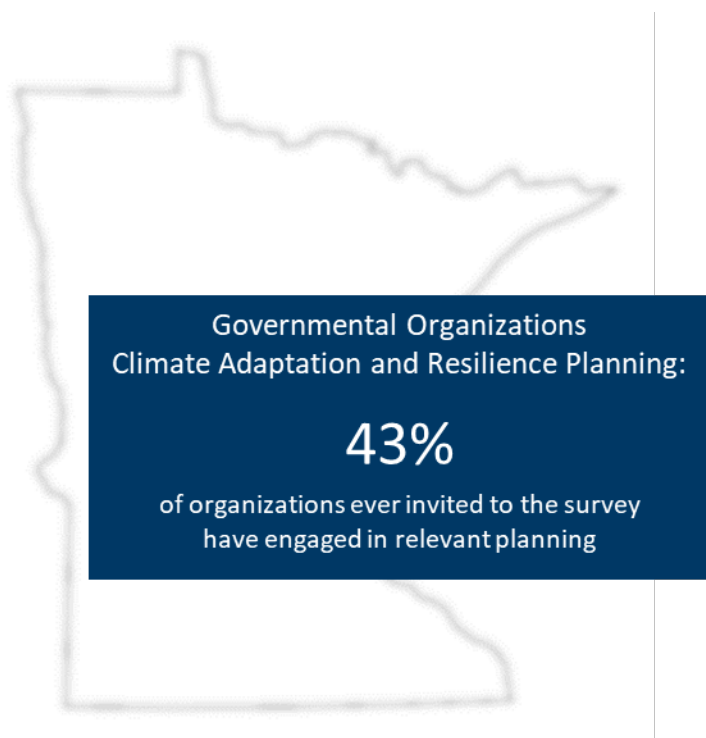 Governmental Organizations
Climate Adaptation and Resilience Planning:
43%
of organizations ever invited to the survey
have engaged in relevant planning